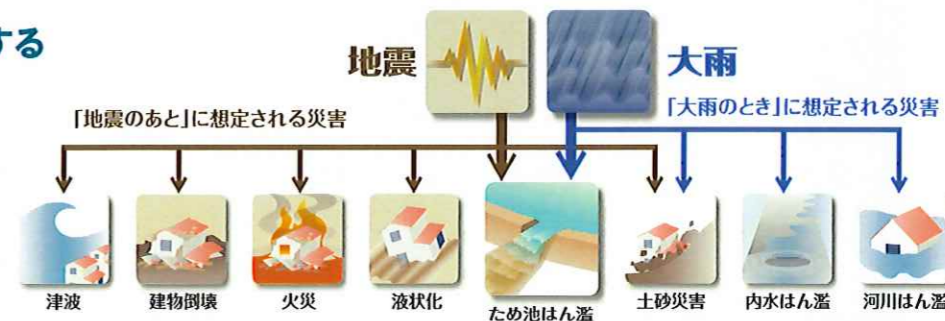 する
地震
大雨
「地震のあと」に想定される災害
「大雨のとき」に想定される災害
津波
建物倒壊
火災
液状化
ため池はん濫
土砂災害
内水はん濫
河川はん濫